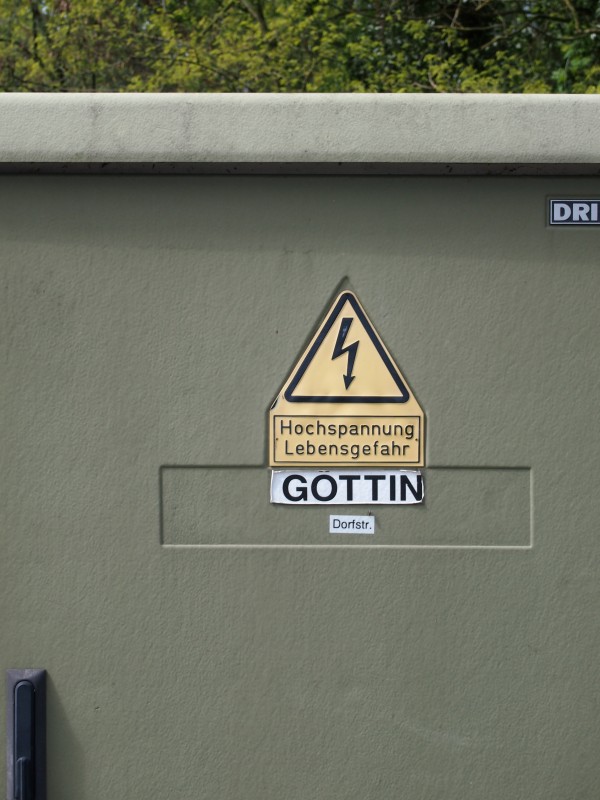 DRI
Hochspannung
Lebensgefahr
GÖTTIN
Dorfstr.